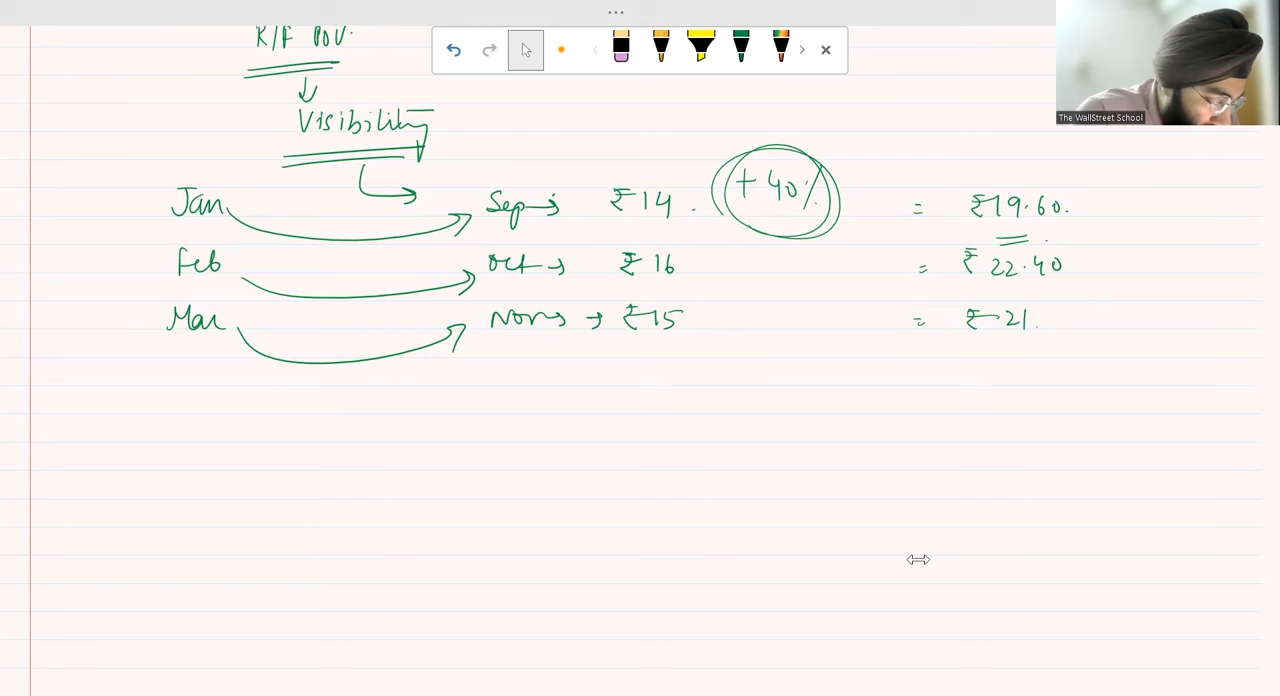 The WallStreet School
Visibility
Jan Sep → ₹14. +40% = ₹19.60.
Feb Oct → ₹16 = ₹22.40
Mar Nov → ₹15 = ₹21.